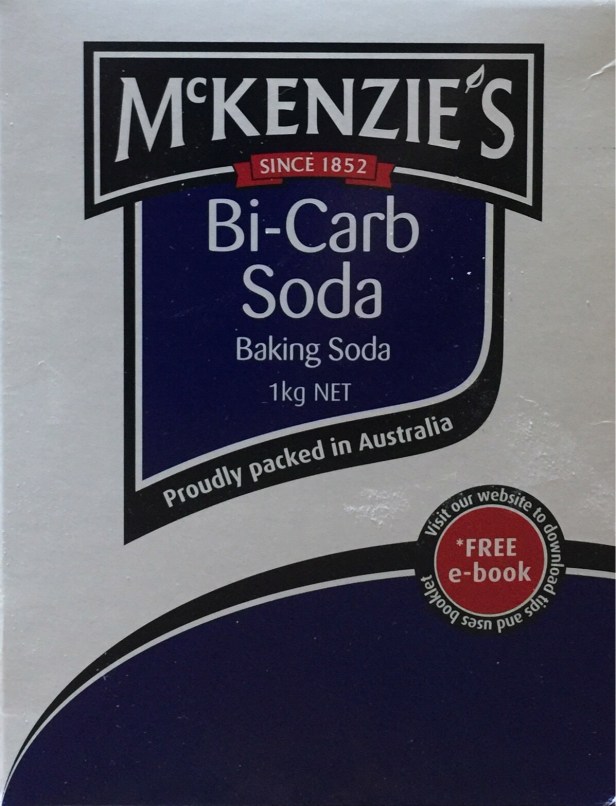 McKENZIE'S
SINCE 1852
Bi-Carb
Soda
Baking Soda
1kg NET
Proudly packed in Australia
Visit our website to download tips and uses booklet
*FREE
e-book